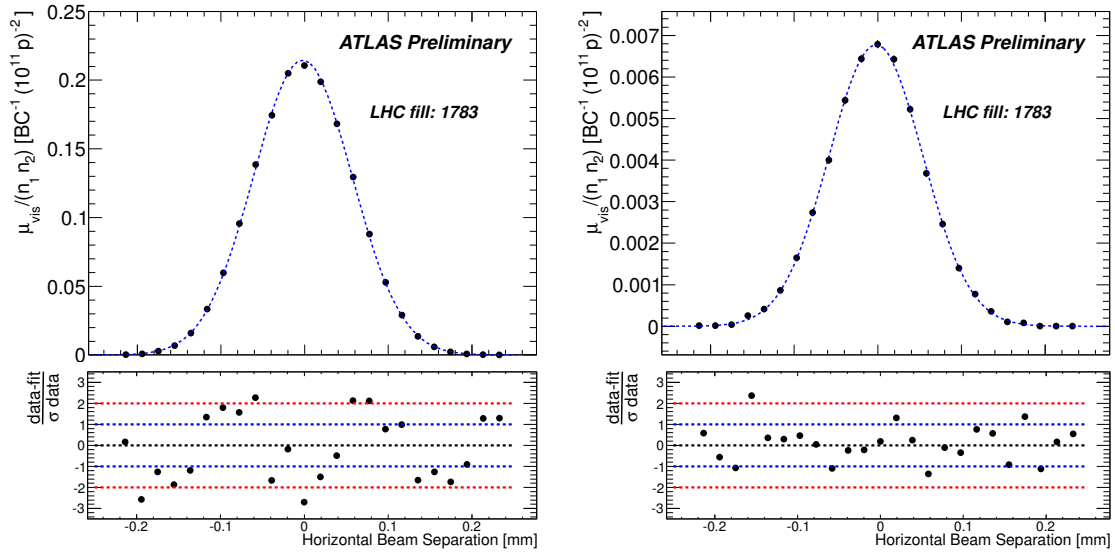 μvis/(n1 n2) [BC-1 (10^11 p)-2]
0.25
0.2
0.15
0.1
0.05
0
ATLAS Preliminary
LHC fill: 1783
data-fit
σ data
3
2
1
0
-1
-2
-3
-0.2 -0.1 0 0.1 0.2
Horizontal Beam Separation [mm]
μvis/(n1 n2) [BC-1 (10^11 p)-2]
0.007
0.006
0.005
0.004
0.003
0.002
0.001
0
ATLAS Preliminary
LHC fill: 1783
data-fit
σ data
3
2
1
0
-1
-2
-3
-0.2 -0.1 0 0.1 0.2
Horizontal Beam Separation [mm]